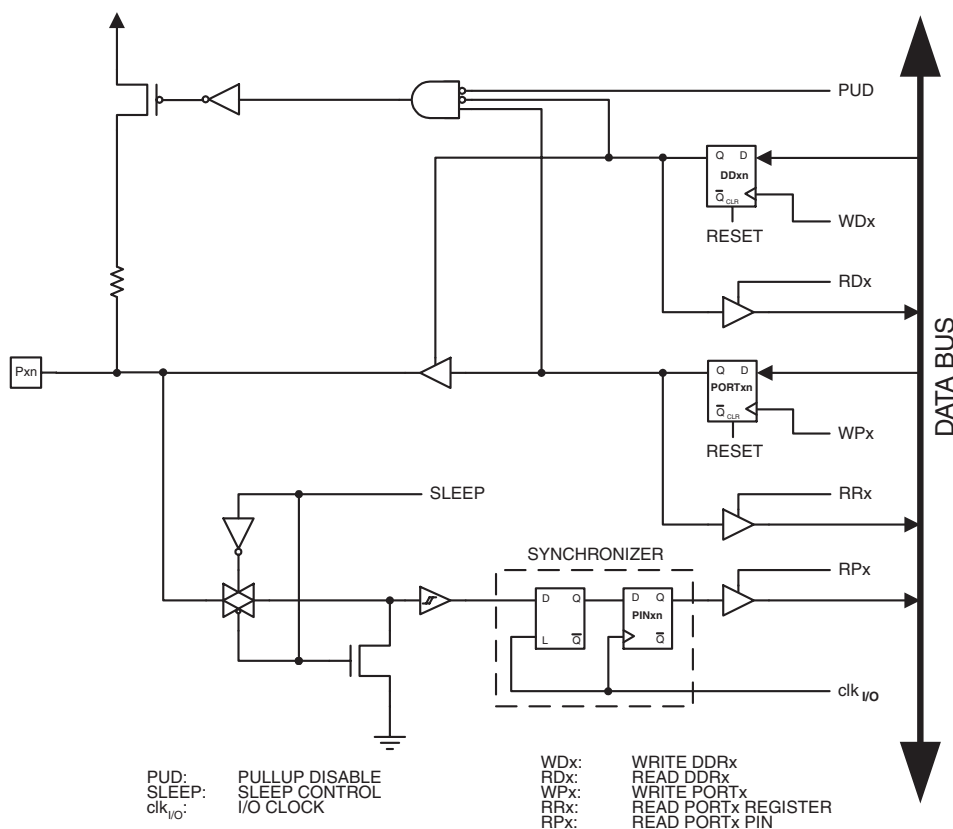 PUD
Q D
DDxn
Q CLR
WDx
RESET
RDx
Pxn
Q D
PORTxn
Q CLR
WPx
RESET
DATA BUS
SLEEP
RRx
SYNCHRONIZER
RPx
D Q
D Q
PINxn
L Q
Q
clk I/O
PUD: PULLUP DISABLE
SLEEP: SLEEP CONTROL
clk I/O: I/O CLOCK
WDx: WRITE DDRx
RDx: READ DDRx
WPx: WRITE PORTx
RRx: READ PORTx REGISTER
RPx: READ PORTx PIN